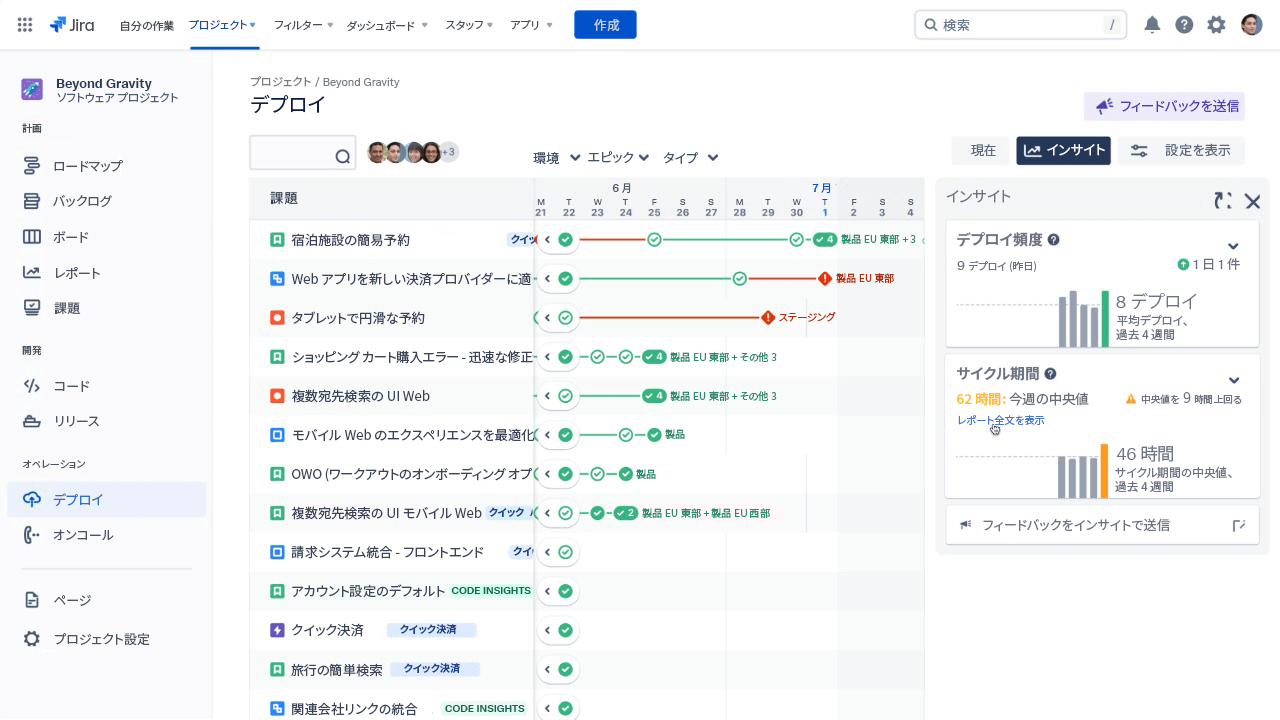 Jira
自分の作業
プロジェクト
フィルター
ダッシュボード
スタッフ
アプリ
作成
検索
/
Beyond Gravity
ソフトウェア プロジェクト
計画
ロードマップ
バックログ
ボード
レポート
課題
開発
コード
リリース
オペレーション
デプロイ
オンコール
ページ
プロジェクト設定
プロジェクト / Beyond Gravity
デプロイ
フィードバックを送信
+3
環境
エピック
タイプ
現在
インサイト
設定を表示
課題
6 月
7 月
M T W T F S S M T W T F S S
21 22 23 24 25 26 27 28 29 30 1 2 3 4
宿泊施設の簡易予約
4 製品 EU 東部 + 3
Web アプリを新しい決済プロバイダーに適
製品 EU 東部
タブレットで円滑な予約
ステージング
ショッピング カート購入エラー - 迅速な修正
4 製品 EU 東部 + その他 3
複数宛先検索の UI Web
4 製品 EU 東部 + その他 3
モバイル Web のエクスペリエンスを最適化
製品
OWO (ワークアウトのオンボーディング オプ
製品
複数宛先検索の UI モバイル Web クイック
2 製品 EU 東部 + 製品 EU 西部
請求システム統合 - フロントエンド
アカウント設定のデフォルト CODE INSIGHTS
クイック決済 クイック決済
旅行の簡単検索 クイック決済
関連会社リンクの統合 CODE INSIGHTS
インサイト
デプロイ頻度
9 デプロイ (昨日)
1 日 1 件
8 デプロイ
平均デプロイ、
過去 4 週間
サイクル期間
62 時間: 今週の中央値
中央値を 9 時間上回る
レポート全文を表示
46 時間
サイクル期間の中央値、
過去 4 週間
フィードバックをインサイトで送信